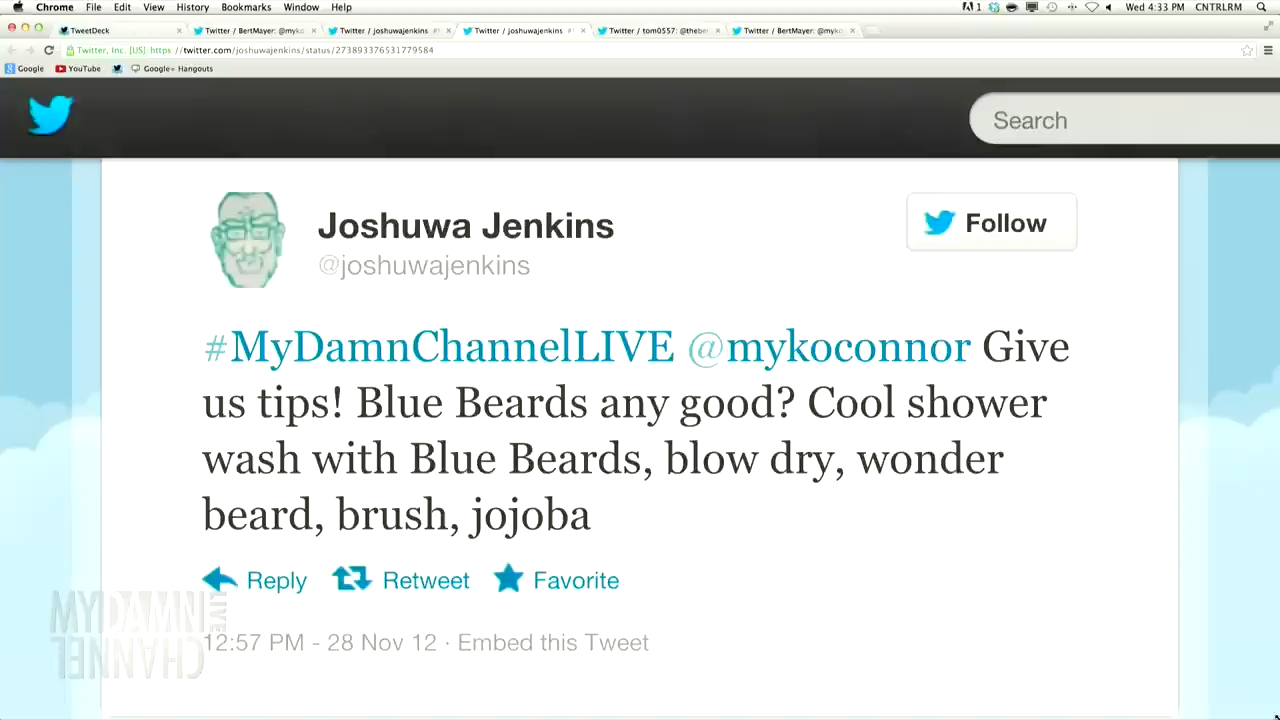 Chrome File Edit View History Bookmarks Window Help 1 Wed 4:33 PM CNTRLRM
TweetDeck Twitter / BertMayer: @myko Twitter / joshuwajenkins Twitter / joshuwajenkins Twitter / tom0557: @thebe Twitter / BertMayer: @myko
Twitter, Inc. [US] https://twitter.com/joshuwajenkins/status/273893376531779584
Google YouTube Google+ Hangouts
Search
Joshuwa Jenkins
@joshuwajenkins
Follow
#MyDamnChannelLIVE @mykoconnor Give
us tips! Blue Beards any good? Cool shower
wash with Blue Beards, blow dry, wonder
beard, brush, jojoba
Reply Retweet Favorite
12:57 PM - 28 Nov 12 · Embed this Tweet
MYDAMN
CHANNEL
LIVE